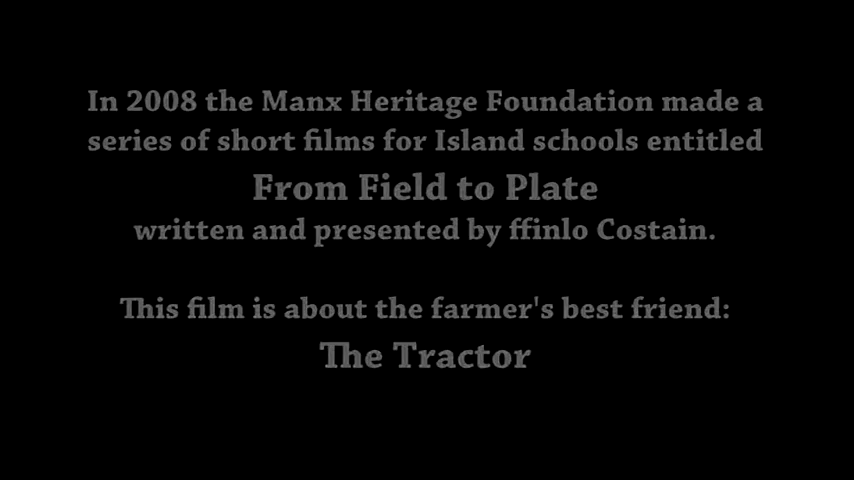 In 2008 the Manx Heritage Foundation made a
series of short films for Island schools entitled
From Field to Plate
written and presented by ffinlo Costain.
This film is about the farmer's best friend:
The Tractor